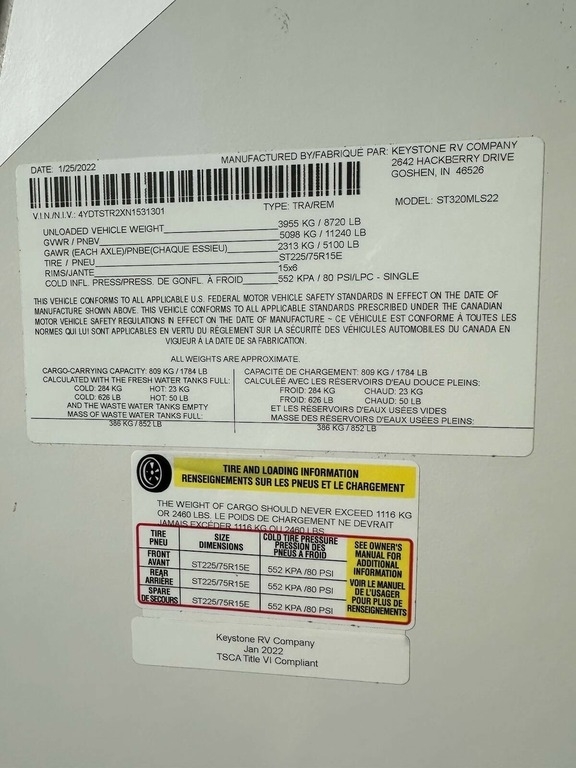 DATE: 1/25/2022
MANUFACTURED BY/FABRIQUÉ PAR: KEYSTONE RV COMPANY
2642 HACKBERRY DRIVE
GOSHEN, IN 46526
V.I.N./N.I.V.: 4YDTSTR2XN1531301
TYPE: TRA/REM
MODEL: ST320MLS22
UNLOADED VEHICLE WEIGHT 3955 KG / 8720 LB
GVWR / PNBV 5098 KG / 11240 LB
GAWR (EACH AXLE)/PNBE(CHAQUE ESSIEU) 2313 KG / 5100 LB
TIRE / PNEU ST225/75R15E
RIMS/JANTE 15x6
COLD INFL. PRESS/PRESS. DE GONFL. À FROID 552 KPA / 80 PSI/LPC - SINGLE
THIS VEHICLE CONFORMS TO ALL APPLICABLE U.S. FEDERAL MOTOR VEHICLE SAFETY STANDARDS IN EFFECT ON THE DATE OF
MANUFACTURE SHOWN ABOVE. THIS VEHICLE CONFORMS TO ALL APPLICABLE STANDARDS PRESCRIBED UNDER THE CANADIAN
MOTOR VEHICLE SAFETY REGULATIONS IN EFFECT ON THE DATE OF MANUFACTURE ~ CE VÉHICULE EST CONFORME À TOUTES LES
NORMES QUI LUI SONT APPLICABLES EN VERTU DU RÈGLEMENT SUR LA SÉCURITÉ DES VÉHICULES AUTOMOBILES DU CANADA EN
VIGUEUR À LA DATE DE SA FABRICATION.
ALL WEIGHTS ARE APPROXIMATE.
CARGO-CARRYING CAPACITY: 809 KG / 1784 LB
CALCULATED WITH THE FRESH WATER TANKS FULL:
COLD: 284 KG HOT: 23 KG
COLD: 626 LB HOT: 50 LB
AND THE WASTE WATER TANKS EMPTY
MASS OF WASTE WATER TANKS FULL:
386 KG / 852 LB
CAPACITÉ DE CHARGEMENT: 809 KG / 1784 LB
CALCULÉE AVEC LES RÉSERVOIRS D'EAU DOUCE PLEINS:
FROID: 284 KG CHAUD: 23 KG
FROID: 626 LB CHAUD: 50 LB
ET LES RÉSERVOIRS D'EAUX USÉES VIDES
MASSE DES RÉSERVOIRS D'EAUX USÉES PLEINS:
386 KG / 852 LB
TIRE AND LOADING INFORMATION
RENSEIGNEMENTS SUR LES PNEUS ET LE CHARGEMENT
THE WEIGHT OF CARGO SHOULD NEVER EXCEED 1116 KG
OR 2460 LBS. LE POIDS DE CHARGEMENT NE DEVRAIT
JAMAIS EXCÉDER 1116 KG OU 2460 LBS.
TIRE
PNEU
SIZE
DIMENSIONS
COLD TIRE PRESSURE
PRESSION DES
PNEUS A FROID
FRONT
AVANT
ST225/75R15E
552 KPA /80 PSI
REAR
ARRIÈRE
ST225/75R15E
552 KPA /80 PSI
SPARE
DE SECOURS
ST225/75R15E
552 KPA /80 PSI
SEE OWNER'S
MANUAL FOR
ADDITIONAL
INFORMATION
VOIR LE MANUEL
DE L'USAGER
POUR PLUS DE
RENSEIGNEMENTS
Keystone RV Company
Jan 2022
TSCA Title VI Compliant